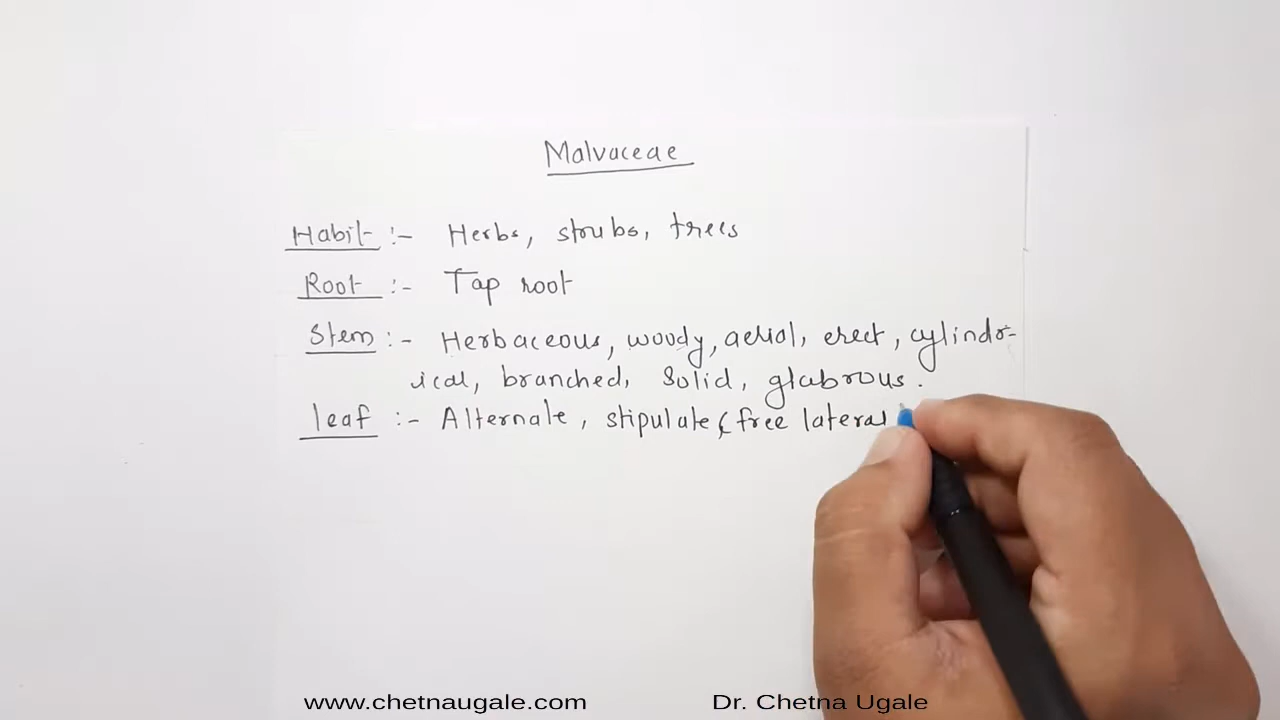 Malvaceae
Habit :- Herbs, strubs, trees
Root :- Tap root
Stem :- Herbaceous, woody, aerial, erect, cylindr-
ical, branched, Solid, glabrous.
leaf :- Alternate, stipulate (free lateral
www.chetnaugale.com Dr. Chetna Ugale